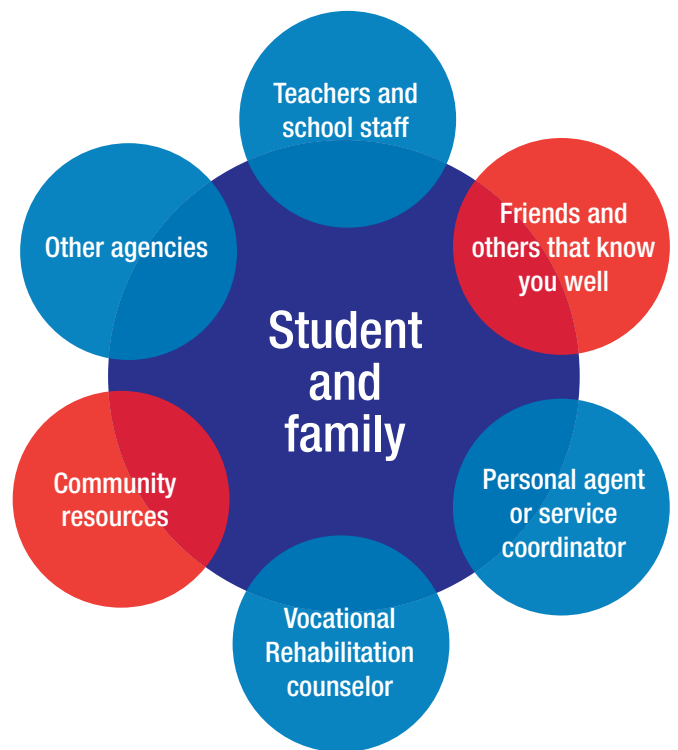 Teachers and
school staff
Friends and
others that know
you well
Other agencies
Student
and
family
Personal agent
or service
coordinator
Community
resources
Vocational
Rehabilitation
counselor